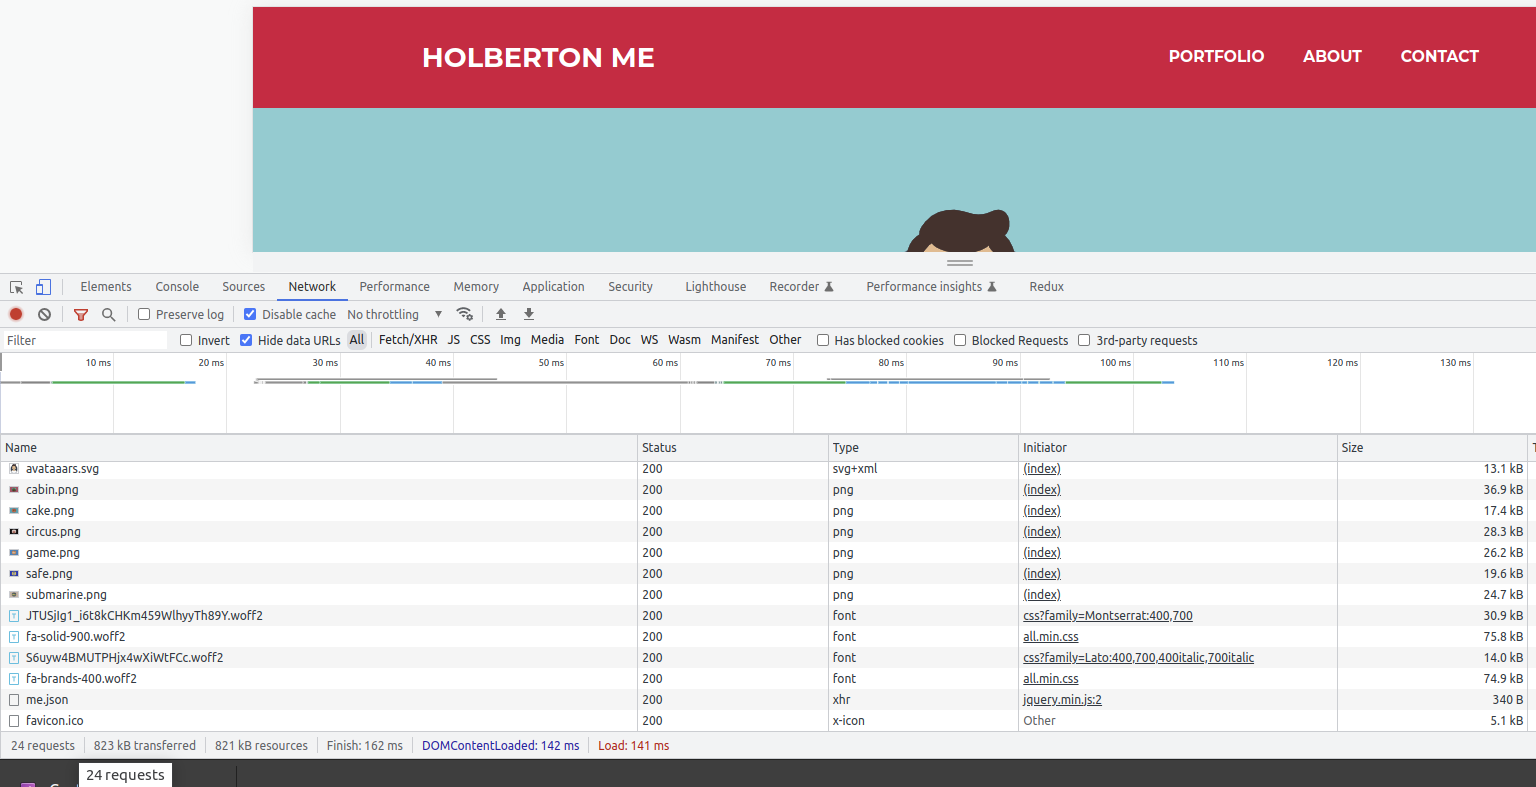 HOLBERTON ME PORTFOLIO ABOUT CONTACT
Elements Console Sources Network Performance Memory Application Security Lighthouse Recorder Performance insights Redux
Preserve log Disable cache No throttling
Filter Invert Hide data URLs All Fetch/XHR JS CSS Img Media Font Doc WS Wasm Manifest Other Has blocked cookies Blocked Requests 3rd-party requests
10 ms 20 ms 30 ms 40 ms 50 ms 60 ms 70 ms 80 ms 90 ms 100 ms 110 ms 120 ms 130 ms
Name Status Type Initiator Size
avataaars.svg 200 svg+xml (index) 13.1 kB
cabin.png 200 png (index) 36.9 kB
cake.png 200 png (index) 17.4 kB
circus.png 200 png (index) 28.3 kB
game.png 200 png (index) 26.2 kB
safe.png 200 png (index) 19.6 kB
submarine.png 200 png (index) 24.7 kB
JTUSjIg1_i6t8kCHKm459WlhyyTh89Y.woff2 200 font css?family=Montserrat:400,700 30.9 kB
fa-solid-900.woff2 200 font all.min.css 75.8 kB
S6uyw4BMUTPHjx4wXiWtFCc.woff2 200 font css?family=Lato:400,700,400italic,700italic 14.0 kB
fa-brands-400.woff2 200 font all.min.css 74.9 kB
me.json 200 xhr jquery.min.js:2 340 B
favicon.ico 200 x-icon Other 5.1 kB
24 requests 823 kB transferred 821 kB resources Finish: 162 ms DOMContentLoaded: 142 ms Load: 141 ms
24 requests